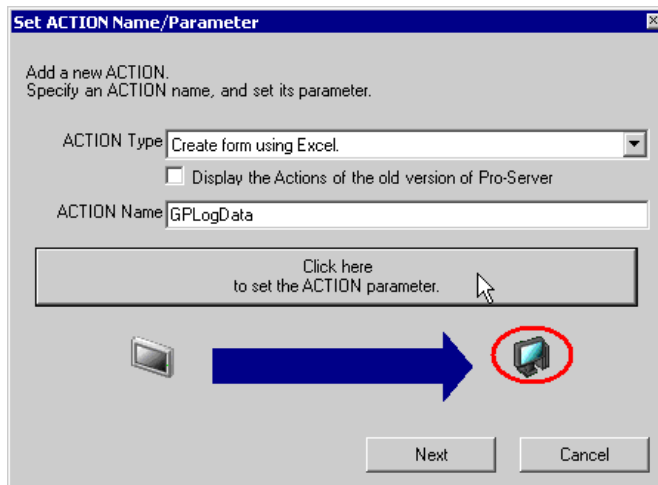 Set ACTION Name/Parameter
Add a new ACTION.
Specify an ACTION name, and set its parameter.
ACTION Type Create form using Excel.
Display the Actions of the old version of Pro-Server
ACTION Name GPLogData
Click here
to set the ACTION parameter.
Next Cancel